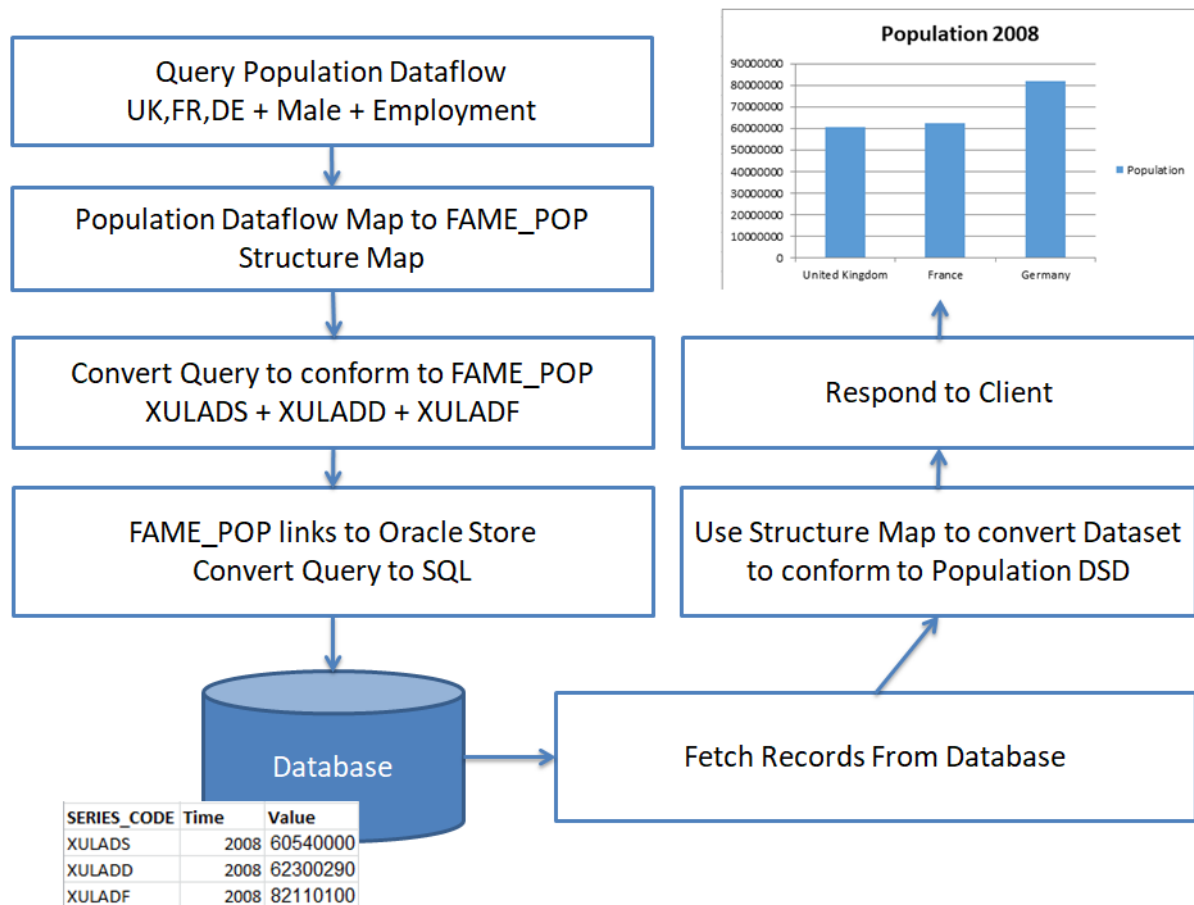 Query Population Dataflow
UK,FR,DE + Male + Employment
Population Dataflow Map to FAME_POP
Structure Map
Convert Query to conform to FAME_POP
XULADS + XULADD + XULADF
FAME_POP links to Oracle Store
Convert Query to SQL
Database
SERIES_CODE Time Value
XULADS 2008 60540000
XULADD 2008 62300290
XULADF 2008 82110100
Fetch Records From Database
Use Structure Map to convert Dataset
to conform to Population DSD
Respond to Client
Population 2008
90000000
80000000
70000000
60000000
50000000
40000000
30000000
20000000
10000000
0
United Kingdom France Germany
Population